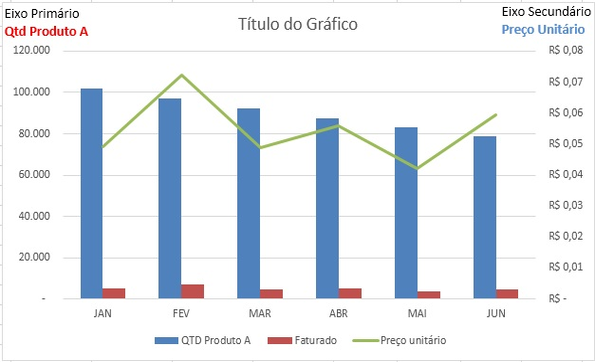 Eixo Primário
Qtd Produto A
Título do Gráfico
Eixo Secundário
Preço Unitário
120.000
100.000
80.000
60.000
40.000
20.000
-
R$ 0,08
R$ 0,07
R$ 0,06
R$ 0,05
R$ 0,04
R$ 0,03
R$ 0,02
R$ 0,01
R$ -
JAN FEV MAR ABR MAI JUN
QTD Produto A Faturado Preço unitário